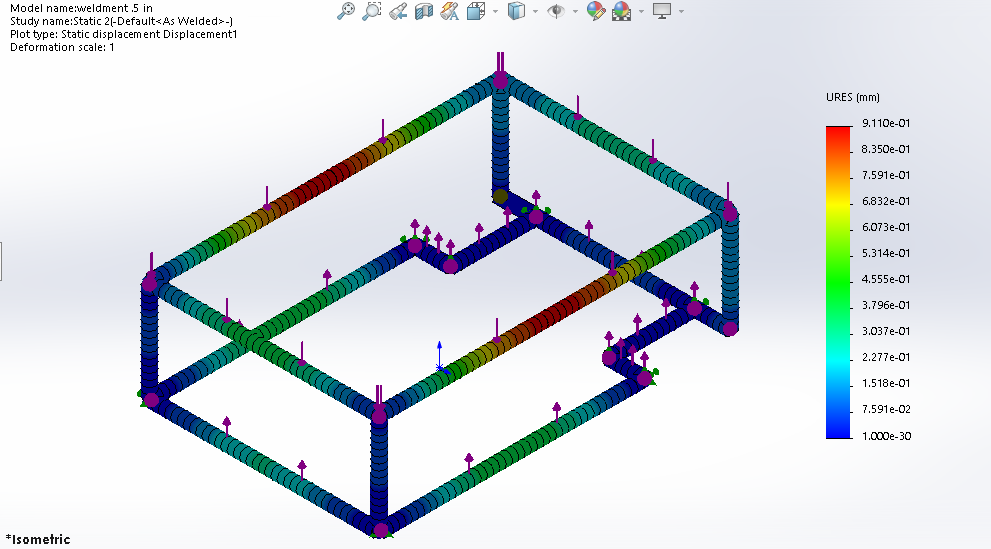 Model name:weldment .5 in
Study name:Static 2(-Default<As Welded>-)
Plot type: Static displacement Displacement1
Deformation scale: 1
URES (mm)
9.110e-01
8.350e-01
7.591e-01
6.832e-01
6.073e-01
5.314e-01
4.555e-01
3.796e-01
3.037e-01
2.277e-01
1.518e-01
7.591e-02
1.000e-30
*Isometric